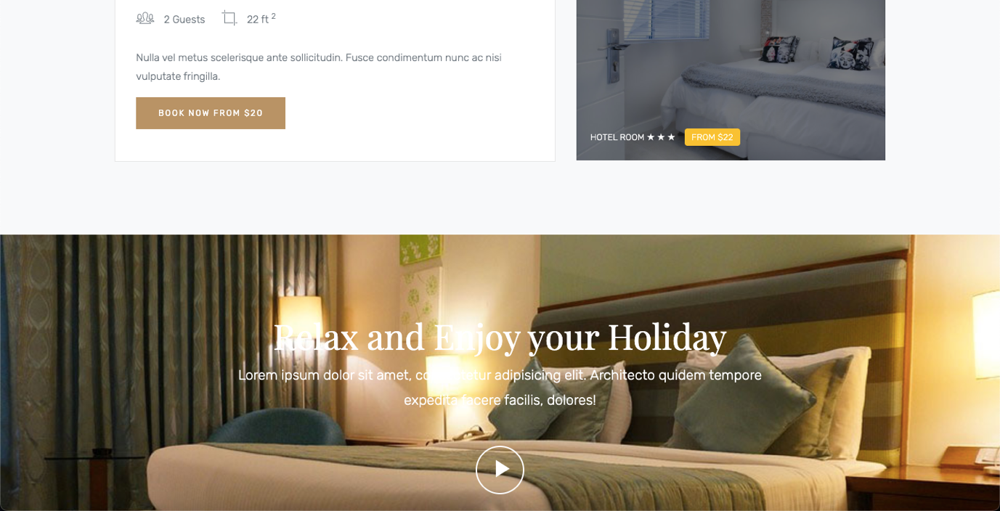 2 Guests 22 ft 2
Nulla vel metus scelerisque ante sollicitudin. Fusce condimentum nunc ac nisi
vulputate fringilla.
BOOK NOW FROM $20
HOTEL ROOM ★ ★ ★ FROM $22
Relax and Enjoy your Holiday
Lorem ipsum dolor sit amet, consectetur adipisicing elit. Architecto quidem tempore
expedita facere facilis, dolores!